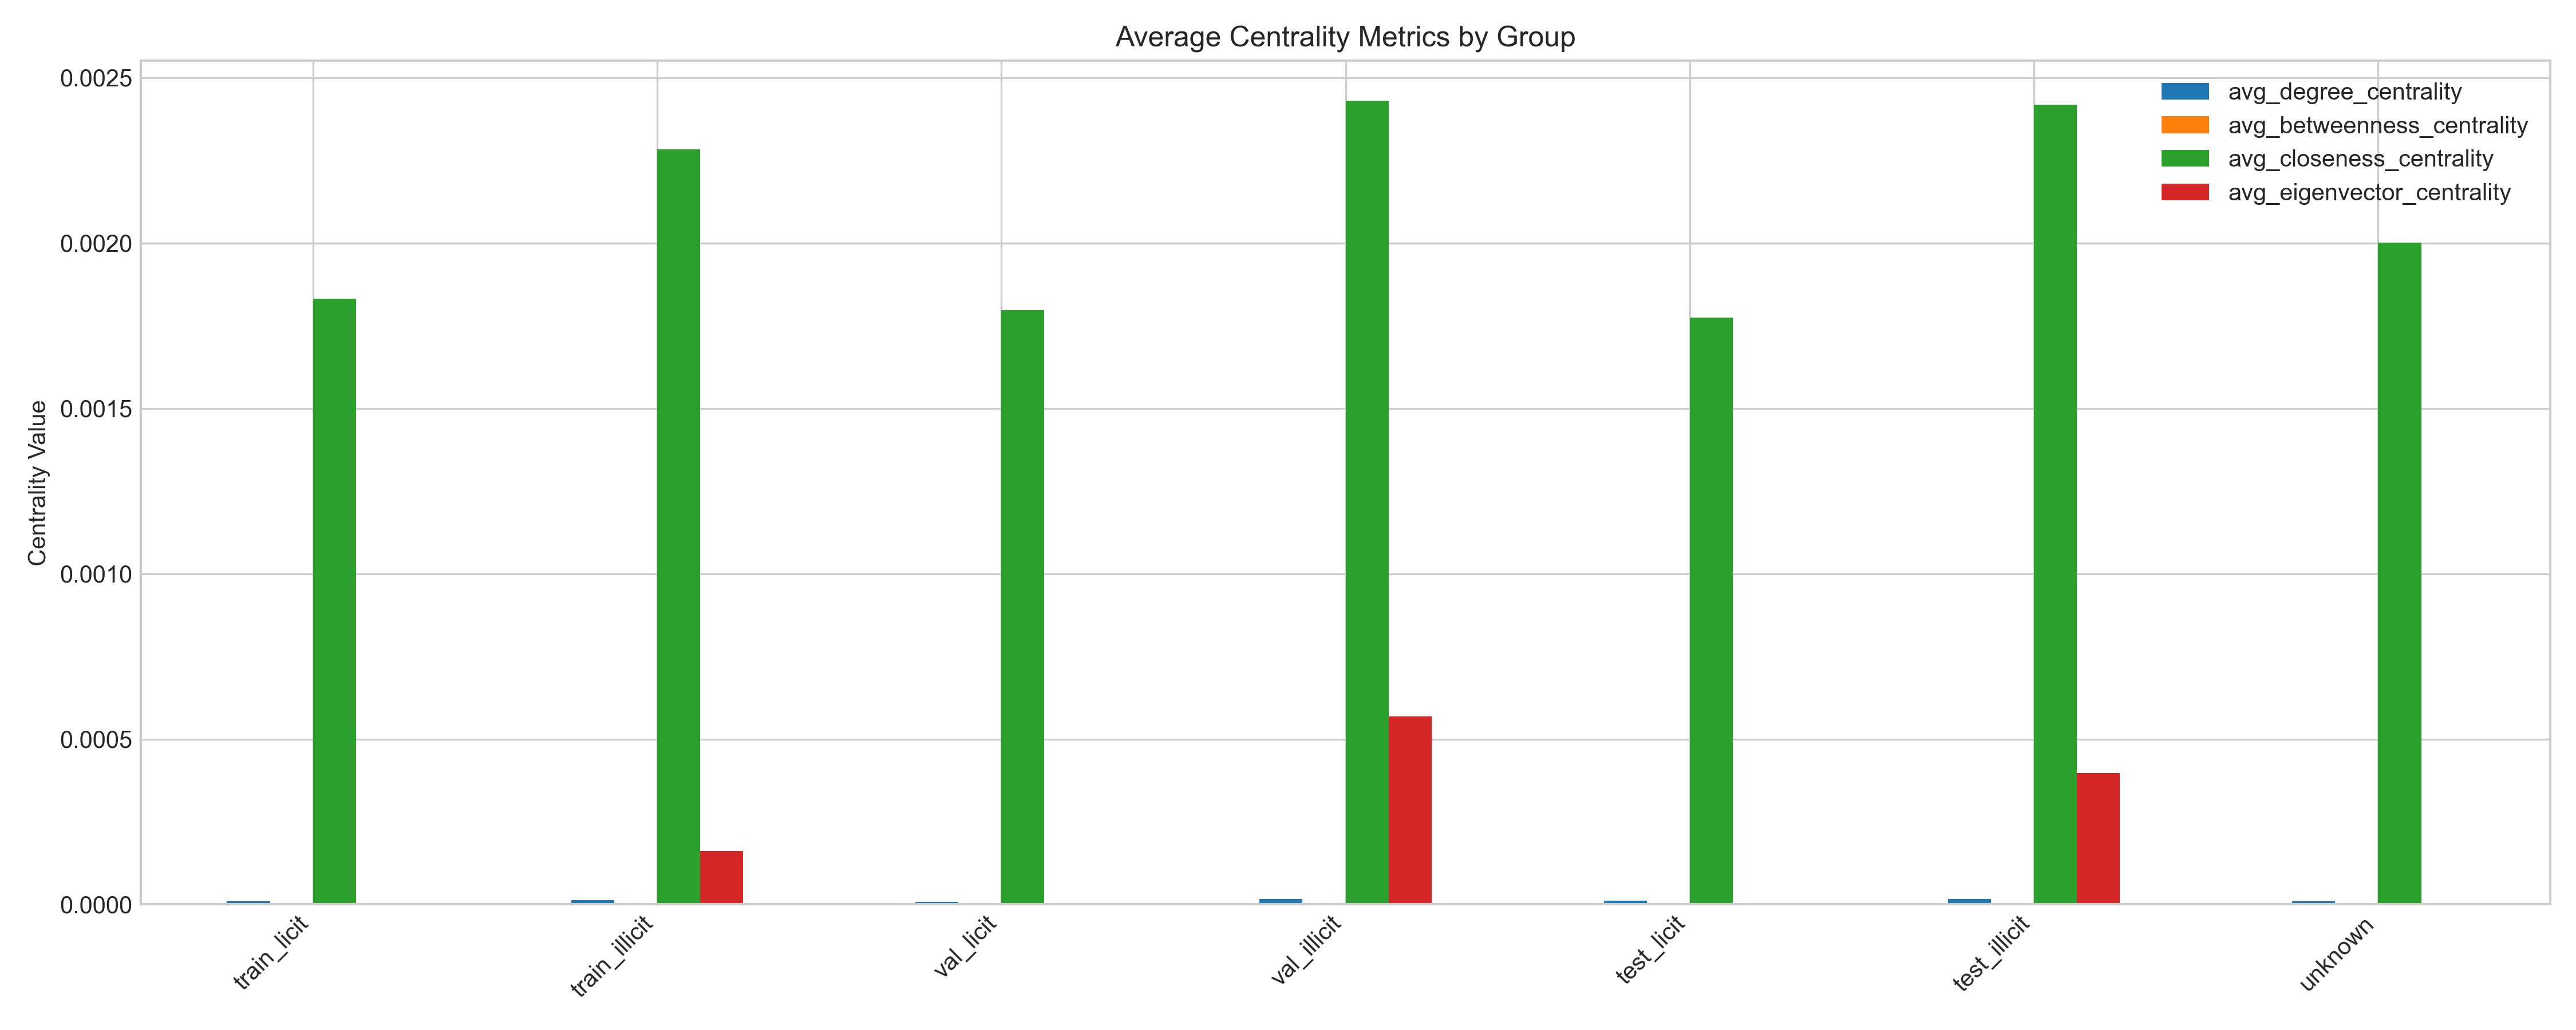 Average Centrality Metrics by Group
0.0025
0.0020
0.0015
0.0010
0.0005
0.0000
Centrality Value
avg_degree_centrality
avg_betweenness_centrality
avg_closeness_centrality
avg_eigenvector_centrality
train_licit
train_illicit
val_licit
val_illicit
test_licit
test_illicit
unknown